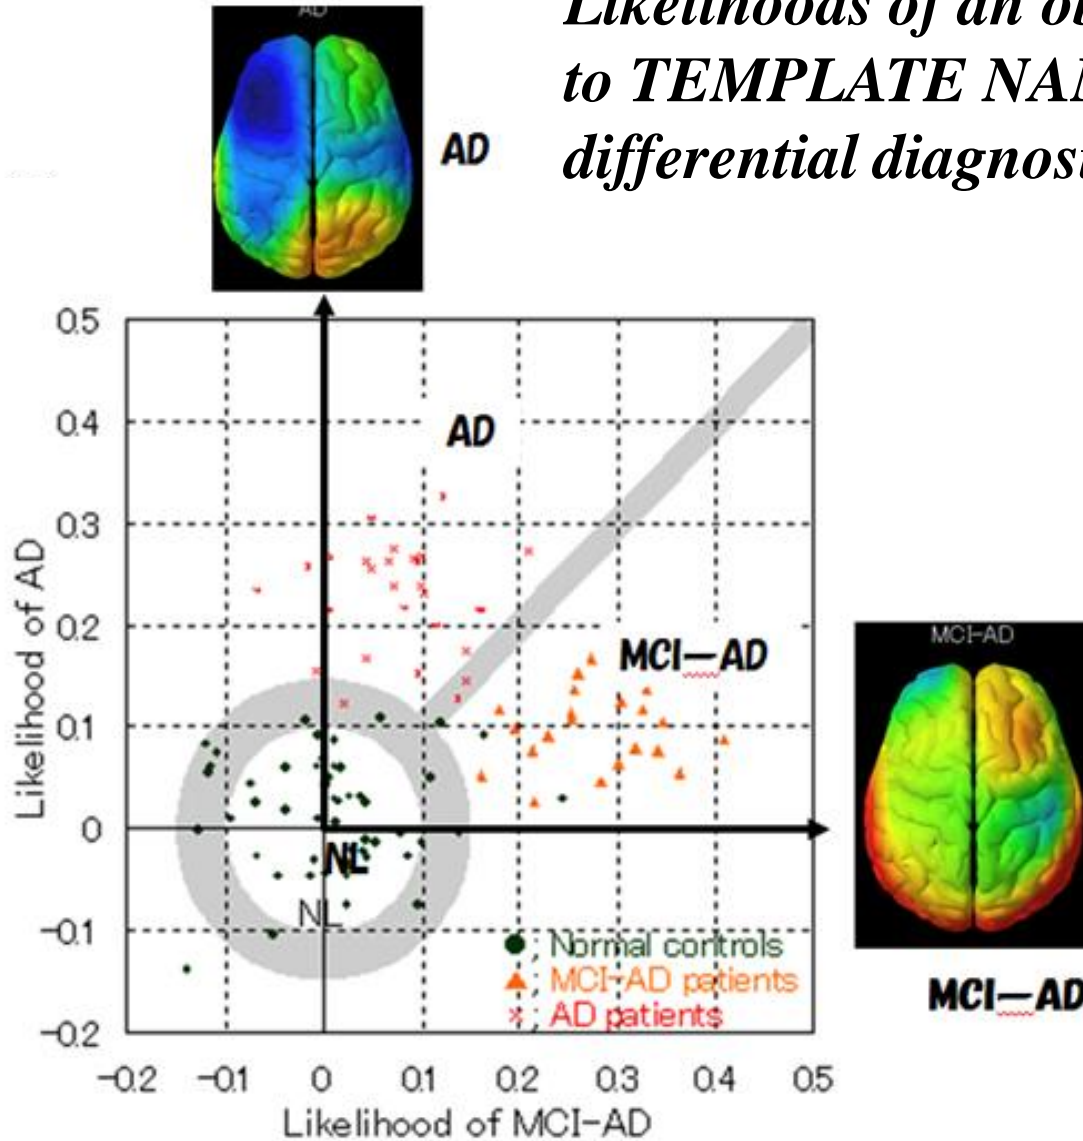 AD
Likelihoods of an
to TEMPLATE
differential
AD
0.5
0.4
0.3
0.2
0.1
0
-0.1
-0.2
Likelihood of AD
AD
MCI-AD
NL
NL
Normal controls
MCI-AD patients
AD patients
-0.2 -0.1 0 0.1 0.2 0.3 0.4 0.5
Likelihood of MCI-AD
MCI-AD
MCI-AD